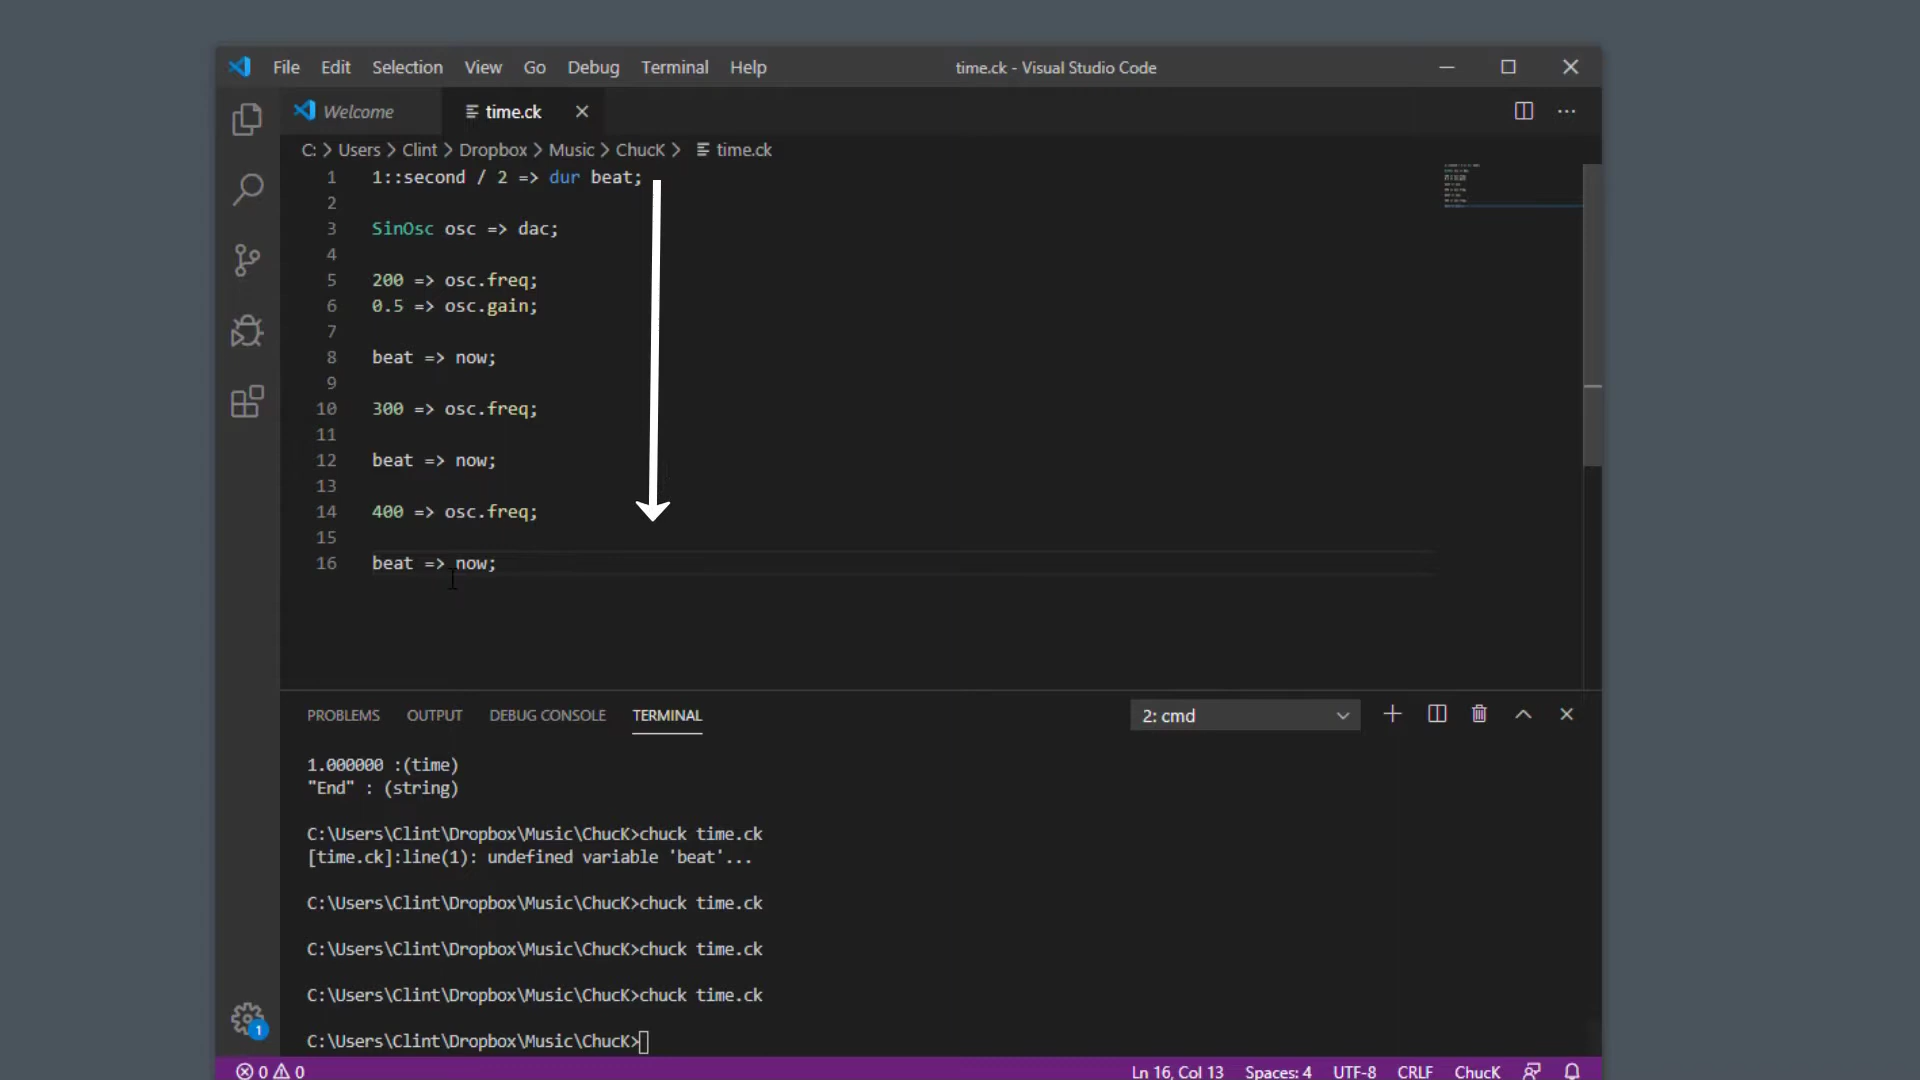 File Edit Selection View Go Debug Terminal Help time.ck - Visual Studio Code
Welcome time.ck
C: > Users > Clint > Dropbox > Music > ChucK > time.ck
1 1::second / 2 => dur beat;
2
3 SinOsc osc => dac;
4
5 200 => osc.freq;
6 0.5 => osc.gain;
7
8 beat => now;
9
10 300 => osc.freq;
11
12 beat => now;
13
14 400 => osc.freq;
15
16 beat => now;
PROBLEMS OUTPUT DEBUG CONSOLE TERMINAL 2: cmd
1.000000 :(time)
"End" : (string)
C:\Users\Clint\Dropbox\Music\ChucK>chuck time.ck
[time.ck]:line(1): undefined variable 'beat'...
C:\Users\Clint\Dropbox\Music\ChucK>chuck time.ck
C:\Users\Clint\Dropbox\Music\ChucK>chuck time.ck
C:\Users\Clint\Dropbox\Music\ChucK>chuck time.ck
C:\Users\Clint\Dropbox\Music\ChucK>
1
0 0 Ln 16, Col 13 Spaces: 4 UTF-8 CRLF ChucK